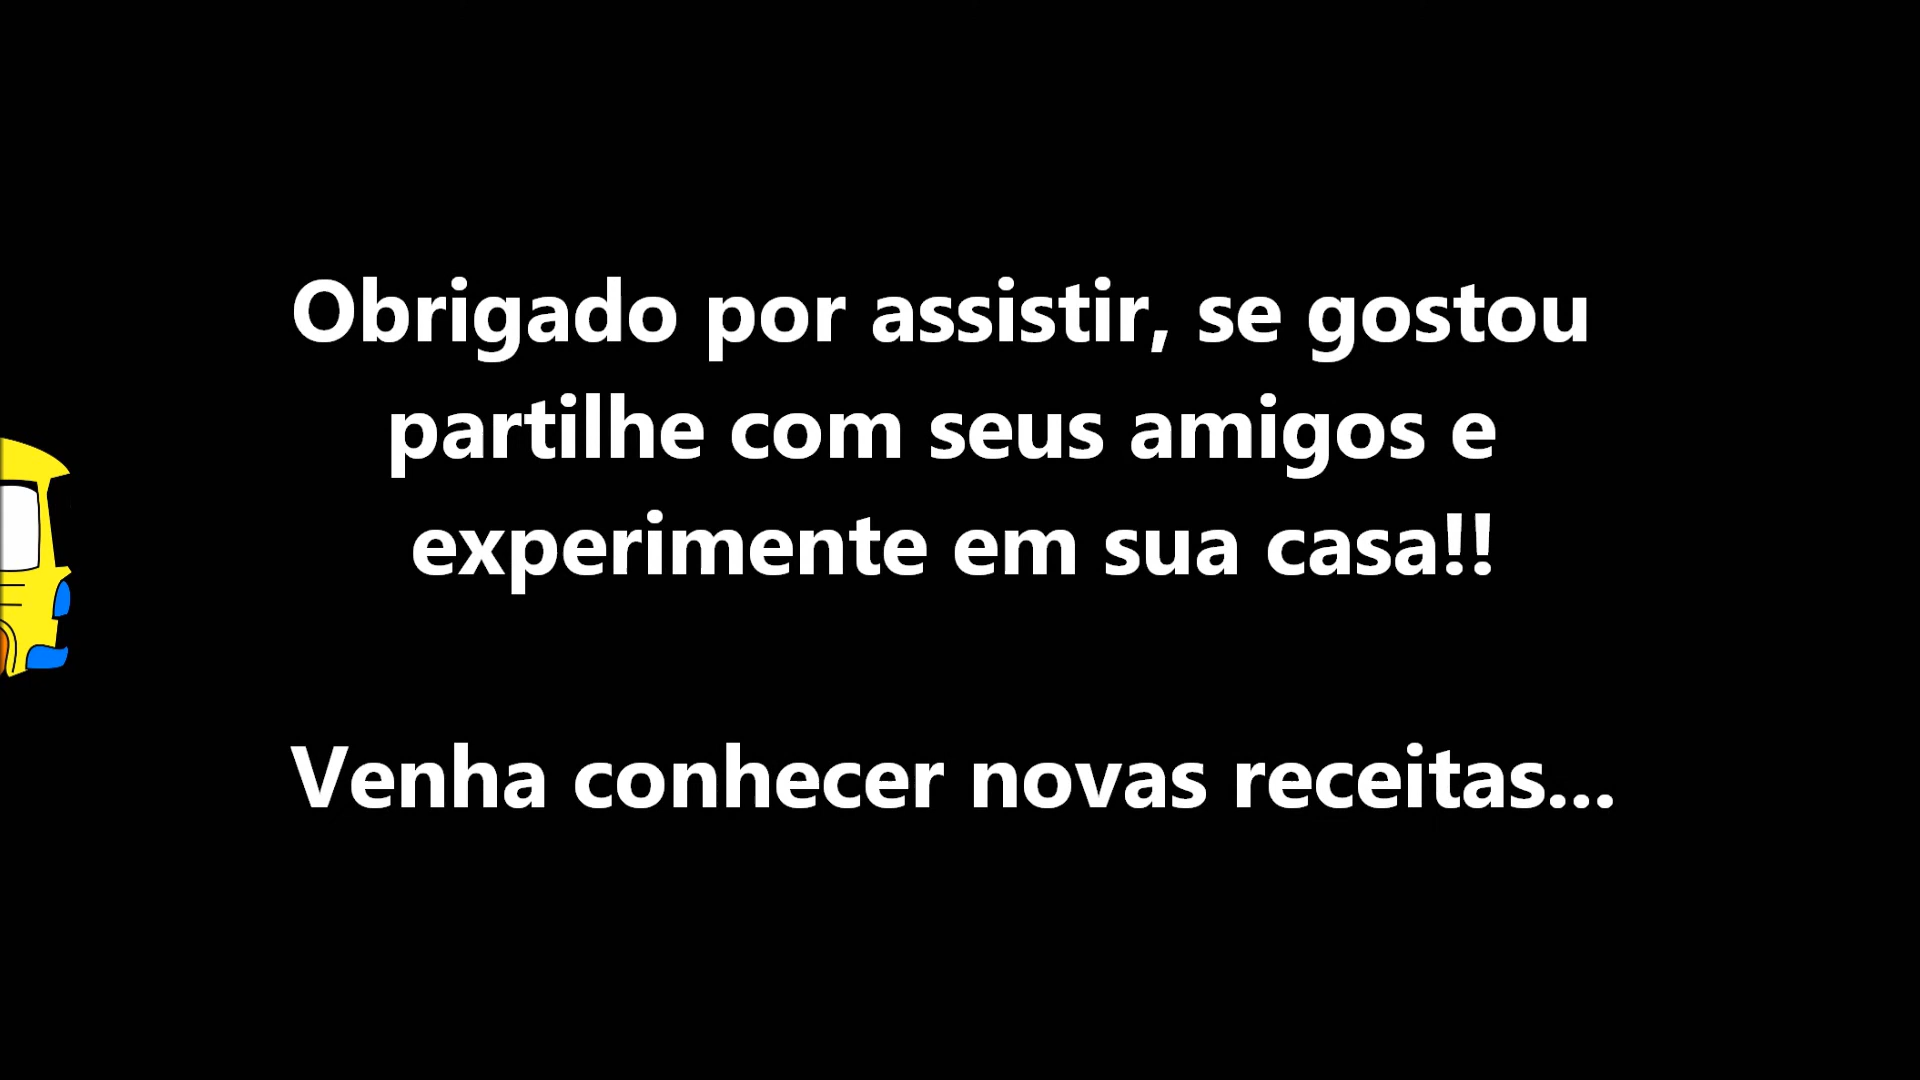 Obrigado por assistir, se gostou
partilhe com seus amigos e
experimente em sua casa!!
Venha conhecer novas receitas...